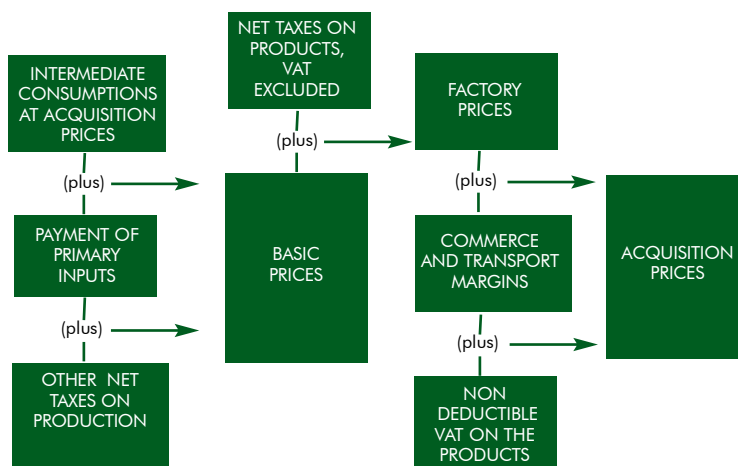 INTERMEDIATE
CONSUMPTIONS
AT ACQUISITION
PRICES
(plus)
PAYMENT OF
PRIMARY
INPUTS
(plus)
OTHER NET
TAXES ON
PRODUCTION
NET TAXES ON
PRODUCTS,
VAT
EXCLUDED
(plus)
BASIC
PRICES
FACTORY
PRICES
(plus)
COMMERCE
AND TRANSPORT
MARGINS
(plus)
NON
DEDUCTIBLE
VAT ON THE
PRODUCTS
ACQUISITION
PRICES